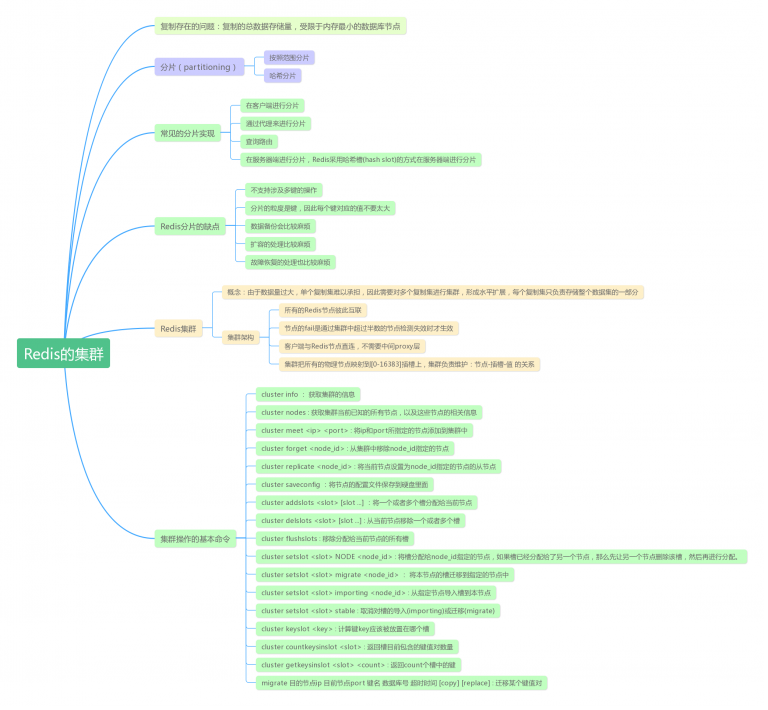 复制存在的问题：复制的总数据存储量，受限于内存最小的数据库节点
分片（partitioning）
按照范围分片
哈希分片
常见的分片实现
在客户端进行分片
通过代理来进行分片
查询路由
在服务器端进行分片，Redis采用哈希槽(hash slot)的方式在服务器端进行分片
Redis分片的缺点
不支持涉及多键的操作
分片的粒度是键，因此每个键对应的值不要太大
数据备份会比较麻烦
扩容的处理比较麻烦
故障恢复的处理也比较麻烦
Redis集群
概念：由于数据量过大，单个复制集难以承担，因此需要对多个复制集进行集群，形成水平扩展，每个复制集只负责存储整个数据集的一部分
集群架构
所有的Redis节点彼此互联
节点的fail是通过集群中超过半数的节点检测失效时才生效
客户端与Redis节点直连，不需要中间proxy层
集群把所有的物理节点映射到[0-16383]插槽上，集群负责维护：节点-插槽-值 的关系
Redis的集群
集群操作的基本命令
cluster info ： 获取集群的信息
cluster nodes : 获取集群当前已知的所有节点，以及这些节点的相关信息
cluster meet <ip> <port> : 将ip和port所指定的节点添加到集群中
cluster forget <node_id> : 从集群中移除node_id指定的节点
cluster replicate <node_id> : 将当前节点设置为node_id指定的节点的从节点
cluster saveconfig ：将节点的配置文件保存到硬盘里面
cluster addslots <slot> [slot ...] ：将一个或者多个槽分配给当前节点
cluster delslots <slot> [slot ...] : 从当前节点移除一个或者多个槽
cluster flushslots : 移除分配给当前节点的所有槽
cluster setslot <slot> NODE <node_id> : 将槽分配给node_id指定的节点，如果槽已经分配给了另一个节点，那么先让另一个节点删除该槽，然后再进行分配。
cluster setslot <slot> migrate <node_id> ： 将本节点的槽迁移到指定的节点中
cluster setslot <slot> importing <node_id> : 从指定节点导入槽到本节点
cluster setslot <slot> stable : 取消对槽的导入(importing)或迁移(migrate)
cluster keyslot <key> : 计算键key应该被放置在哪个槽
cluster countkeysinslot <slot> : 返回槽目前包含的键值对数量
cluster getkeysinslot <slot> <count> : 返回count个槽中的键
migrate 目的节点ip 目前节点port 键名 数据库号 超时时间 [copy] [replace] : 迁移某个键值对